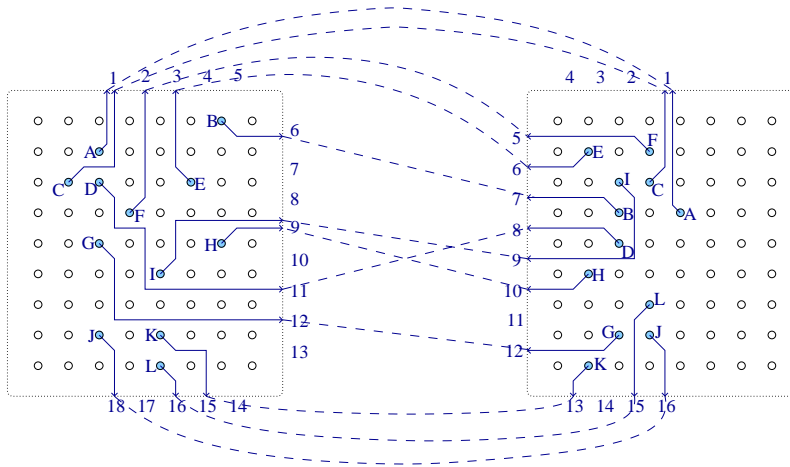 1 2 3 4 5 4 3 2 1
B 6 5 F
A E
7 6
C D E I C
8 7
F B A
9 8
G H D
10 9
I H
11 10
L
12 11
J K G J
13 12
L K
18 17 16 15 14 13 14 15 16